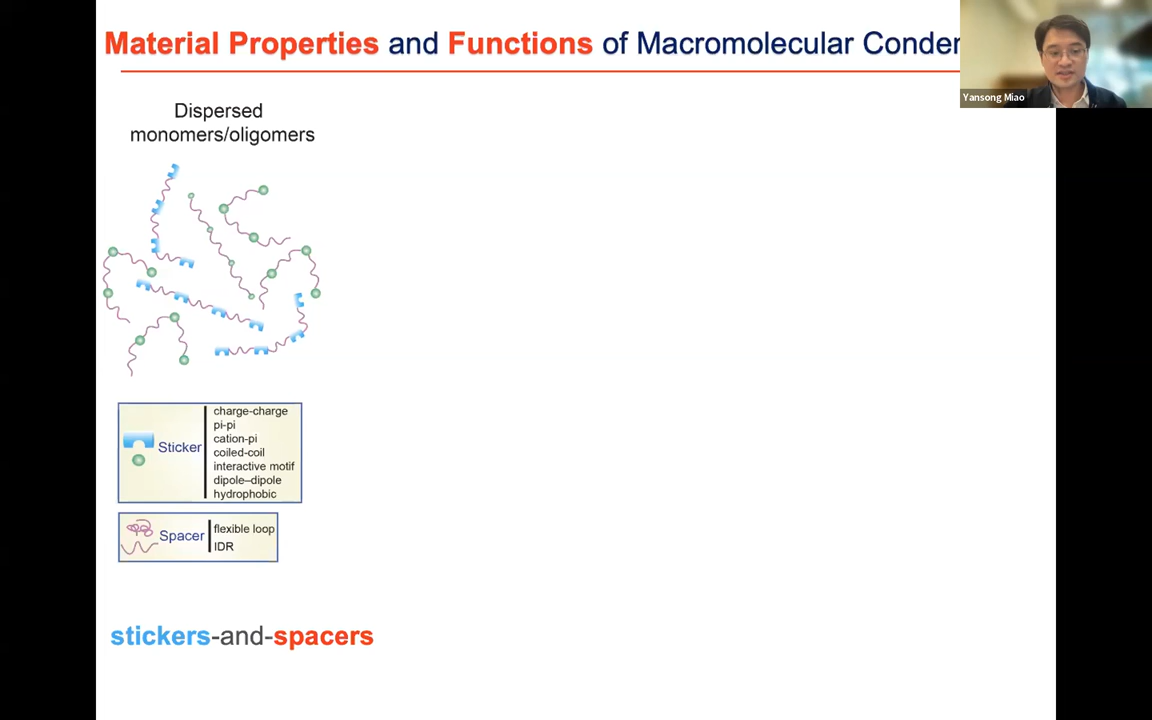 Material Properties and Functions of Macromolecular Conden
Yansong Miao
Dispersed
monomers/oligomers
Sticker
charge-charge
pi-pi
cation-pi
coiled-coil
interactive motif
dipole–dipole
hydrophobic
Spacer
flexible loop
IDR
stickers-and-spacers